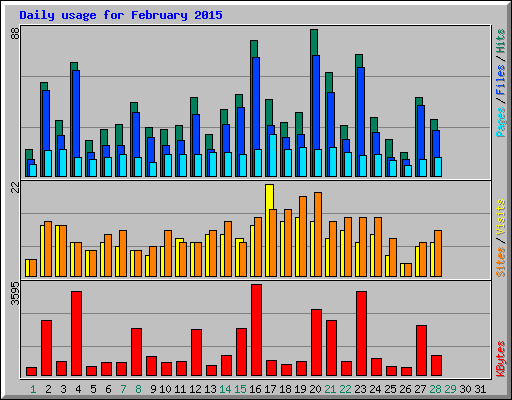 Daily usage for February 2015
88
22
3595
Pages/Files/Hits
Sites/Visits
KBytes
1 2 3 4 5 6 7 8 9 10 11 12 13 14 15 16 17 18 19 20 21 22 23 24 25 26 27 28 29 30 31